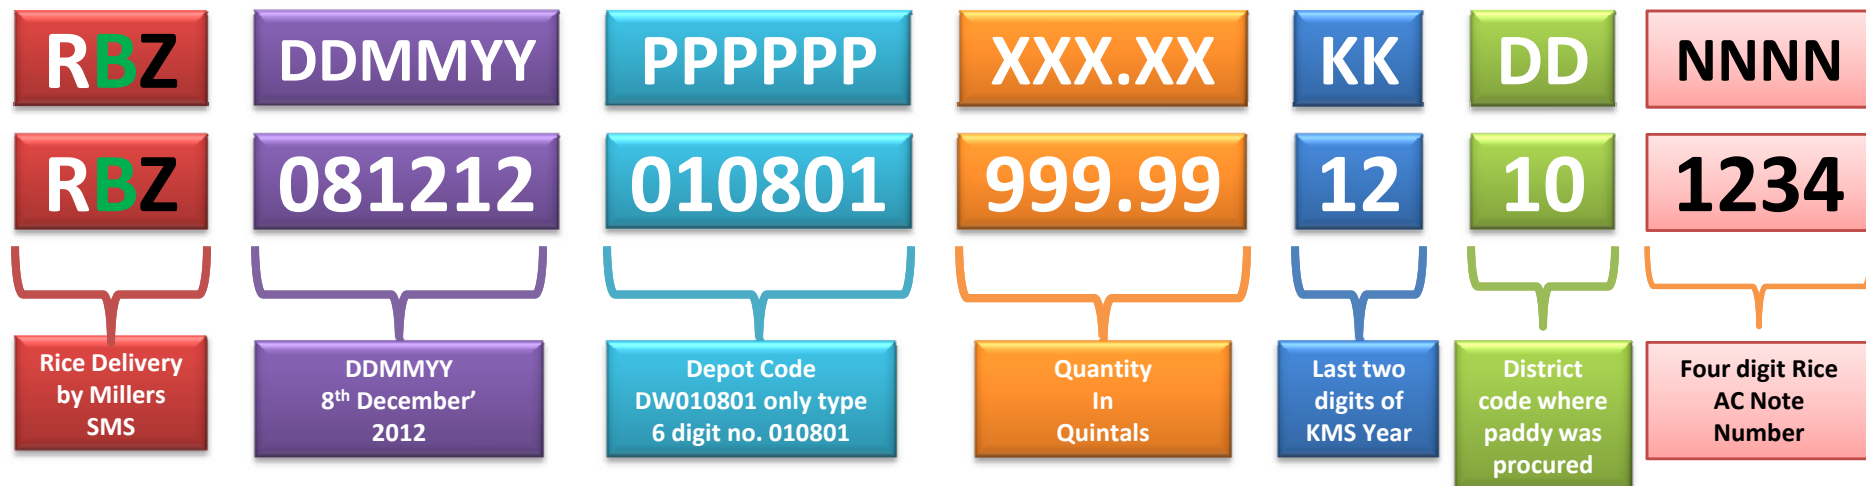 RBZ DDMMYY PPPPPP XXX.XX KK DD NNNN
RBZ 081212 010801 999.99 12 10 1234
Rice Delivery
by Millers
SMS
DDMMYY
8th December'
2012
Depot Code
DW010801 only type
6 digit no. 010801
Quantity
In
Quintals
Last two
digits of
KMS Year
District
code where
paddy was
procured
Four digit Rice
AC Note
Number